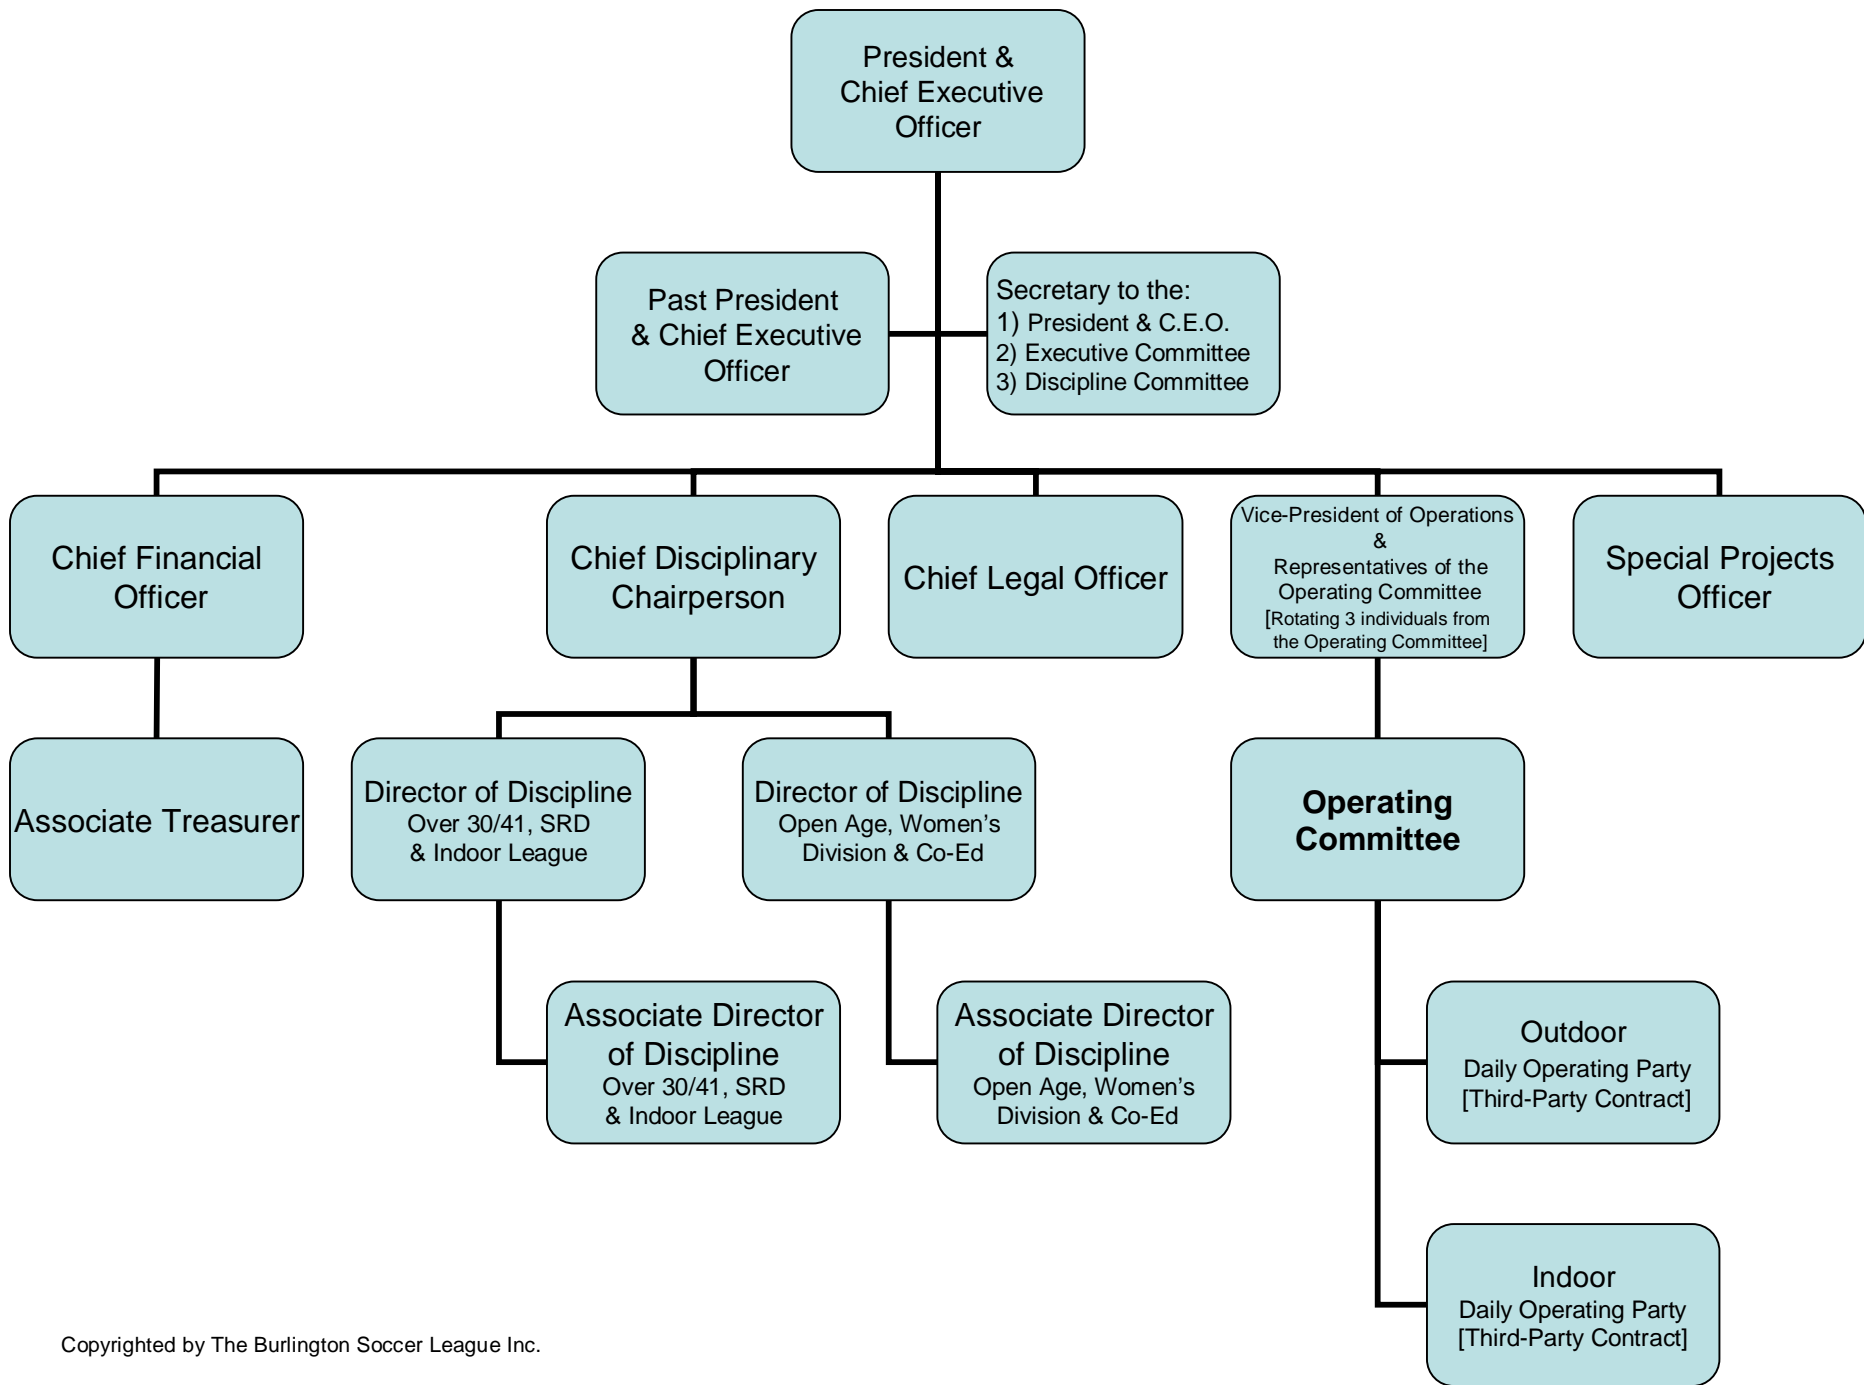 President &
Chief Executive
Officer
Past President
& Chief Executive
Officer
Secretary to the:
1) President & C.E.O.
2) Executive Committee
3) Discipline Committee
Chief Financial
Officer
Chief Disciplinary
Chairperson
Chief Legal Officer
Vice-President of Operations
&
Representatives of the
Operating Committee
[Rotating 3 individuals from
the Operating Committee]
Special Projects
Officer
Associate Treasurer
Director of Discipline
Over 30/41, SRD
& Indoor League
Director of Discipline
Open Age, Women’s
Division & Co-Ed
Operating
Committee
Associate Director
of Discipline
Over 30/41, SRD
& Indoor League
Associate Director
of Discipline
Open Age, Women’s
Division & Co-Ed
Outdoor
Daily Operating Party
[Third-Party Contract]
Indoor
Daily Operating Party
[Third-Party Contract]
Copyrighted by The Burlington Soccer League Inc.